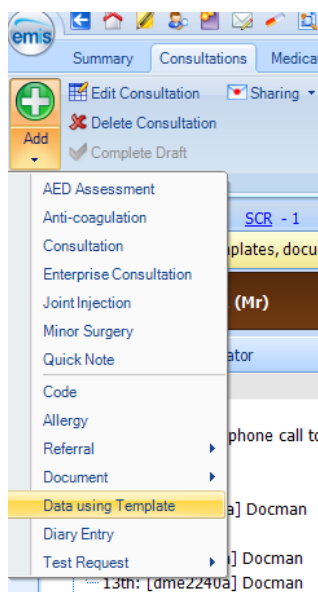 emis
Summary Consultations Medica
Add
Edit Consultation Sharing
Delete Consultation
Complete Draft
AED Assessment
Anti-coagulation
SCR - 1
Consultation
plates, docu
Enterprise Consultation
Joint Injection
(Mr)
Minor Surgery
Quick Note
ator
Code
Allergy
phone call to
Referral
Document
Data using Template
a] Docman
Diary Entry
Test Request
] Docman
13th: [dme2240a] Docman